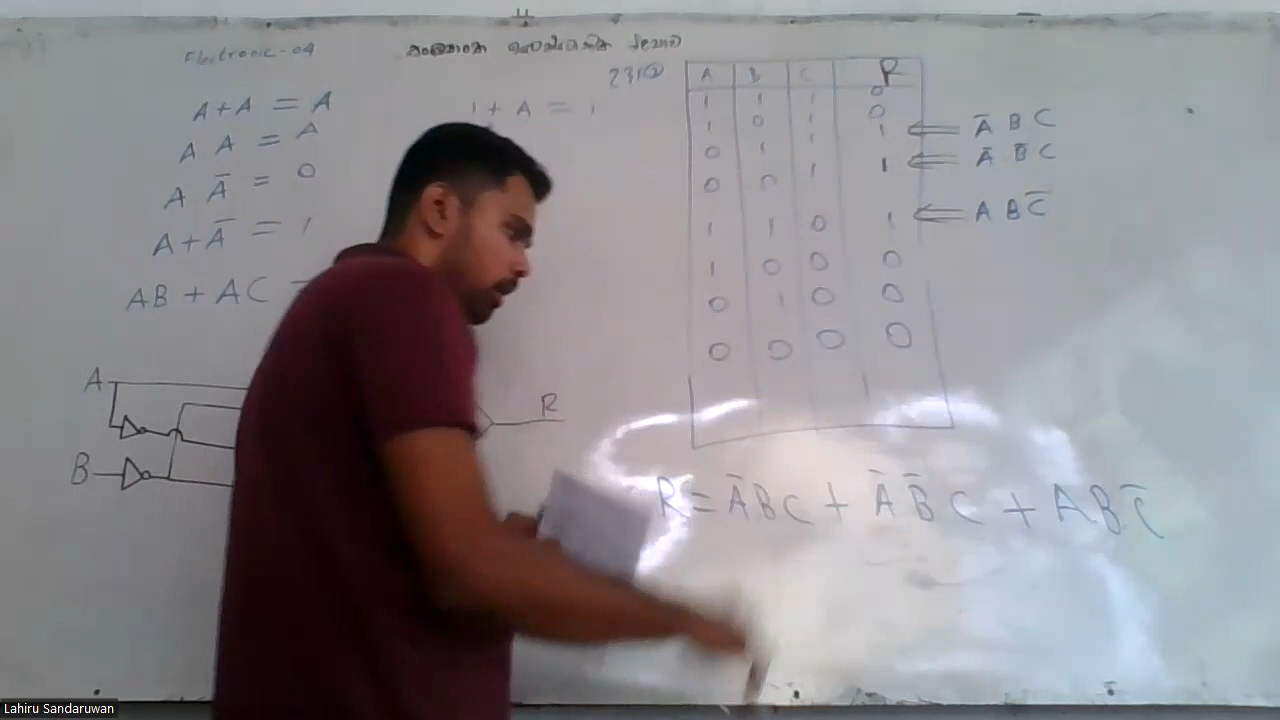 Electronic-04
231@
A + A = A
1 + A = 1
A A = A
A A̅ = 0
A + A̅ = 1
AB + AC
A
B
R
A B C R
1 1 1 0
1 0 1 0
0 1 1 1 ⇐ A̅ B C
0 0 1 1 ⇐ A̅ B̅ C
1 1 0 1 ⇐ A B C̅
1 0 0 0
0 1 0 0
0 0 0 0
R = A̅BC + A̅B̅C + ABC̅
Lahiru Sandaruwan